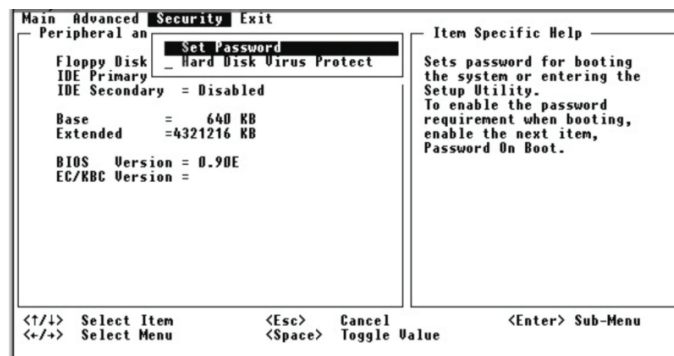 Main Advanced Security Exit
Peripheral an
Set Password
Floppy Disk _ Hard Disk Virus Protect
IDE Primary
IDE Secondary = Disabled
Base = 640 KB
Extended =4321216 KB
BIOS Version = 0.90E
EC/KBC Version =
Item Specific Help
Sets password for booting
the system or entering the
Setup Utility.
To enable the password
requirement when booting,
enable the next item,
Password On Boot.
<↑/↓> Select Item <Esc> Cancel <Enter> Sub-Menu
<←/→> Select Menu <Space> Toggle Value